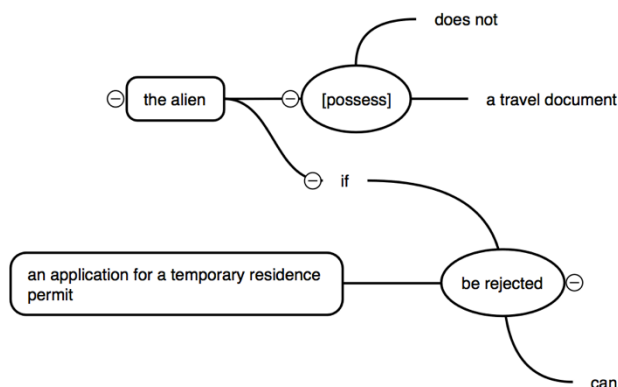 does not
the alien
[possess]
a travel document
if
an application for a temporary residence
permit
be rejected
can